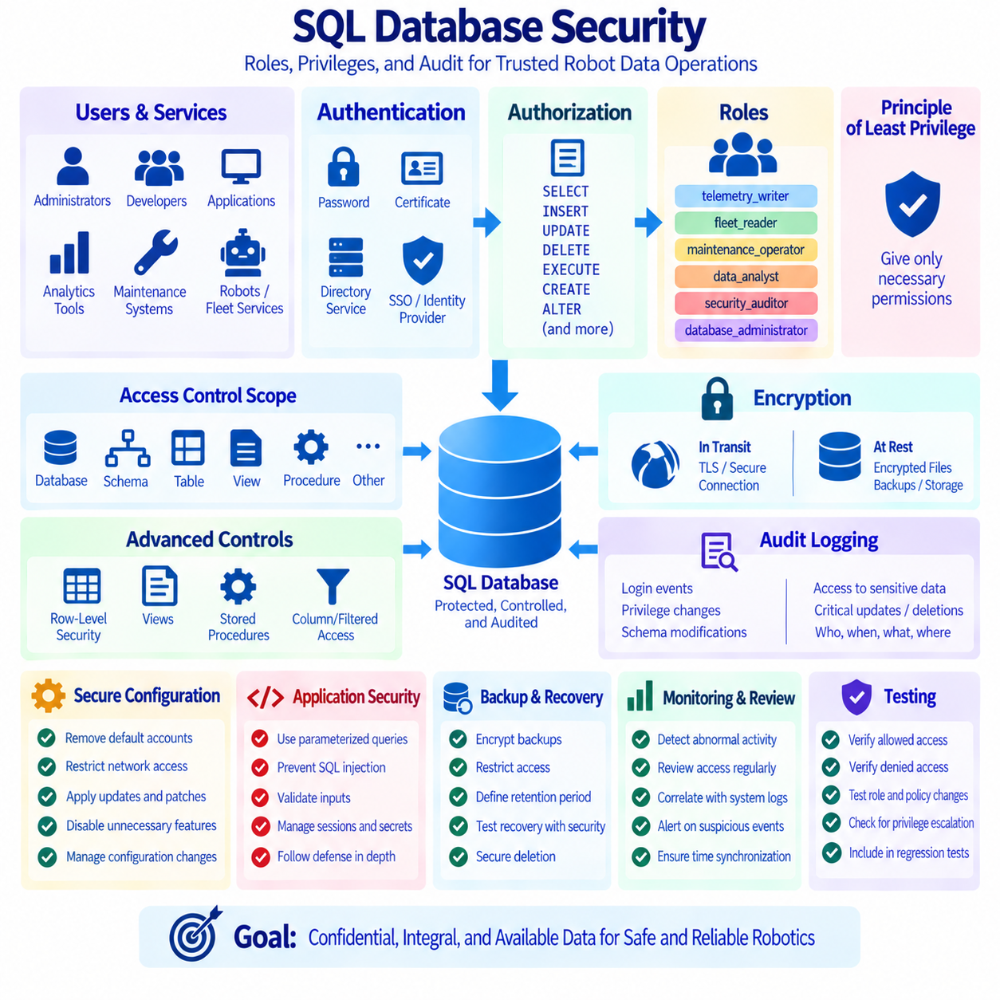 SQL Database Security
Roles, Privileges, and Audit for Trusted Robot Data Operations
Users & Services
Administrators
Developers
Applications
Analytics
Tools
Maintenance
Systems
Robots /
Fleet Services
Authentication
Password
Certificate
Directory
Service
SSO / Identity
Provider
Authorization
SELECT
INSERT
UPDATE
DELETE
EXECUTE
CREATE
ALTER
(and more)
Roles
telemetry_writer
fleet_reader
maintenance_operator
data_analyst
security_auditor
database_administrator
Principle
of Least Privilege
Give only
necessary
permissions
Access Control Scope
Database
Schema
Table
View
Procedure
...
Other
Advanced Controls
Row-Level
Security
Views
Stored
Procedures
Column/Filtered
Access
SQL Database
Protected, Controlled,
and Audited
Encryption
In Transit
TLS / Secure
Connection
At Rest
Encrypted Files
Backups / Storage
Audit Logging
Login events
Privilege changes
Schema modifications
Access to sensitive data
Critical updates / deletions
Who, when, what, where
Secure Configuration
Remove default accounts
Restrict network access
Apply updates and patches
Disable unnecessary features
Manage configuration changes
</> Application Security
Use parameterized queries
Prevent SQL injection
Validate inputs
Manage sessions and secrets
Follow defense in depth
Backup & Recovery
Encrypt backups
Restrict access
Define retention period
Test recovery with security
Secure deletion
Monitoring & Review
Detect abnormal activity
Review access regularly
Correlate with system logs
Alert on suspicious events
Ensure time synchronization
Testing
Verify allowed access
Verify denied access
Test role and policy changes
Check for privilege escalation
Include in regression tests
Goal: Confidential, Integral, and Available Data for Safe and Reliable Robotics